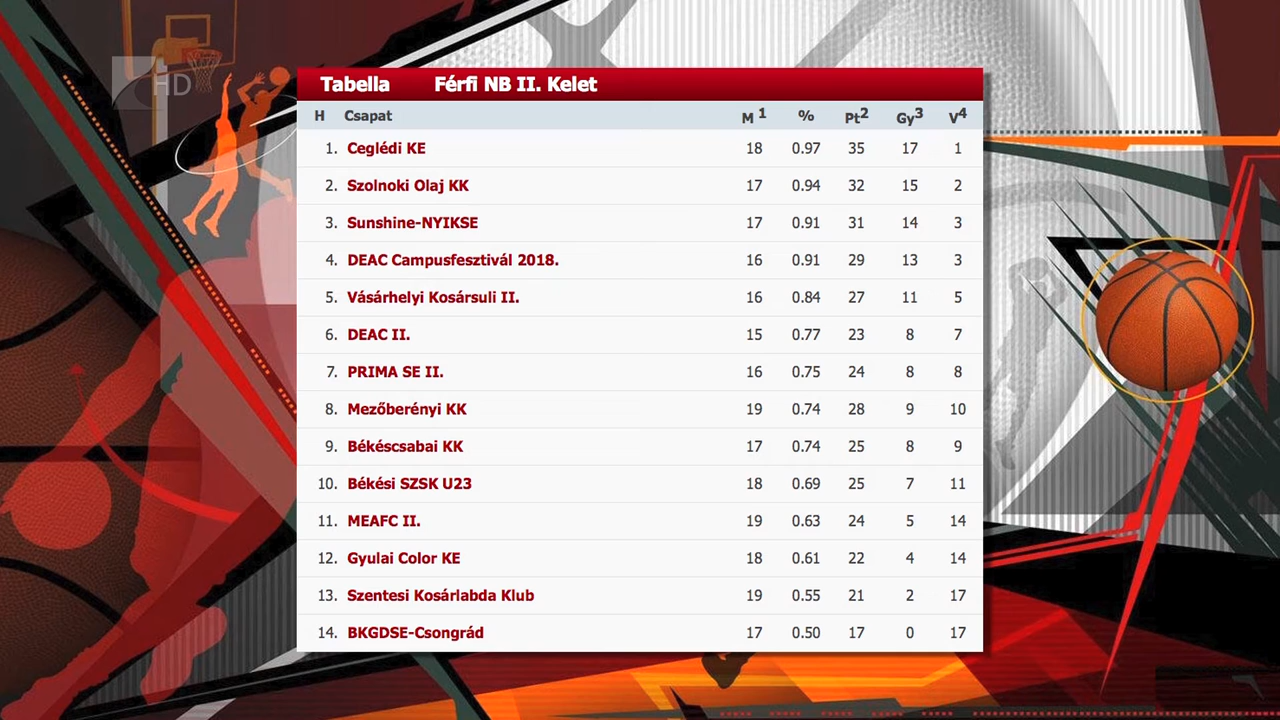 HD
Tabella Férfi NB II. Kelet
H Csapat M 1 % Pt2 Gy3 V4
1. Ceglédi KE 18 0.97 35 17 1
2. Szolnoki Olaj KK 17 0.94 32 15 2
3. Sunshine-NYIKSE 17 0.91 31 14 3
4. DEAC Campusfesztivál 2018. 16 0.91 29 13 3
5. Vásárhelyi Kosársuli II. 16 0.84 27 11 5
6. DEAC II. 15 0.77 23 8 7
7. PRIMA SE II. 16 0.75 24 8 8
8. Mezőberényi KK 19 0.74 28 9 10
9. Békéscsabai KK 17 0.74 25 8 9
10. Békési SZSK U23 18 0.69 25 7 11
11. MEAFC II. 19 0.63 24 5 14
12. Gyulai Color KE 18 0.61 22 4 14
13. Szentesi Kosárlabda Klub 19 0.55 21 2 17
14. BKGDSE-Csongrád 17 0.50 17 0 17